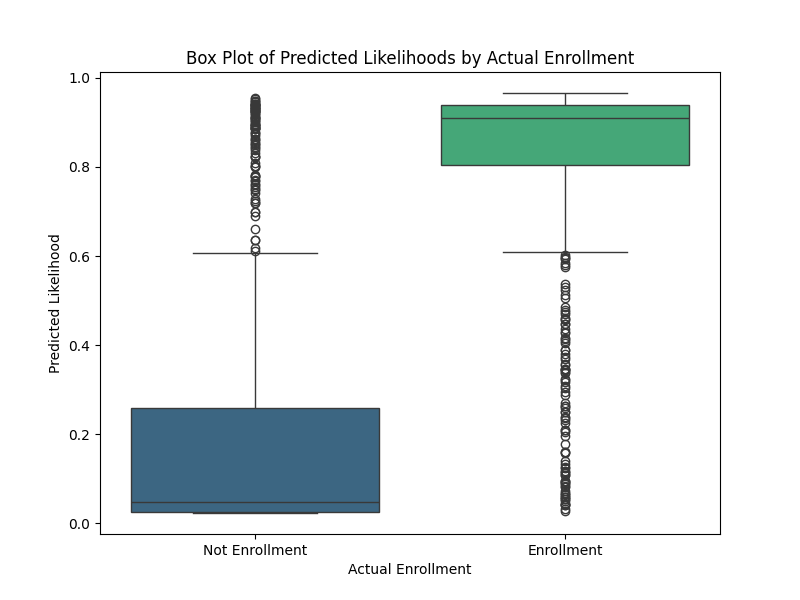 Box Plot of Predicted Likelihoods by Actual Enrollment
Predicted Likelihood
1.0
0.8
0.6
0.4
0.2
0.0
Not Enrollment
Enrollment
Actual Enrollment